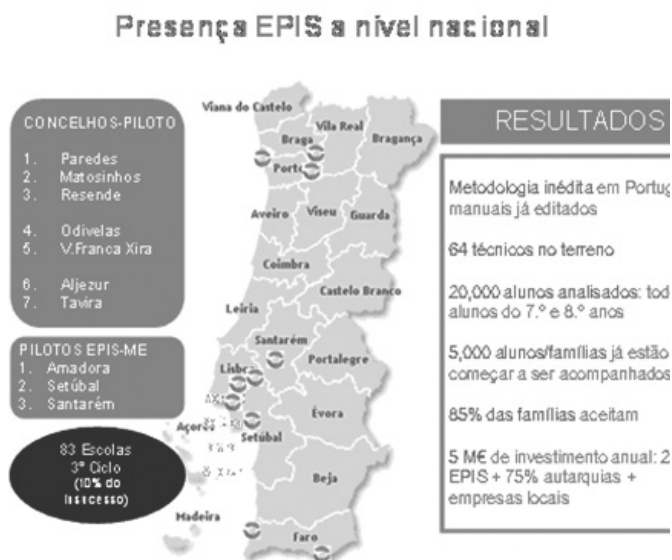 Presença EPIS a nível nacional
CONCELHOS-PILOTO
1. Paredes
2. Matosinhos
3. Resende
4. Odivelas
5. V.Franca Xira
6. Aljezur
7. Tavira
PILOTOS EPIS-ME
1. Amadora
2. Setúbal
3. Santarém
83 Escolas
3º Ciclo
(10% do
Insucesso)
Viana do Castelo
Vila Real
Braga
Bragança
Porto
Aveiro
Viseu
Guarda
Coimbra
Castelo Branco
Leiria
Santarém
Portalegre
Lisboa
Açores
Évora
Setúbal
Beja
Madeira
Faro
RESULTADOS
Metodologia inédita em Portug
manuais já editados
64 técnicos no terreno
20,000 alunos analisados: tod
alunos do 7.º e 8.º anos
5,000 alunos/famílias já estão
começar a ser acompanhados
85% das famílias aceitam
5 M€ de investimento anual: 2
EPIS + 75% autarquias +
empresas locais